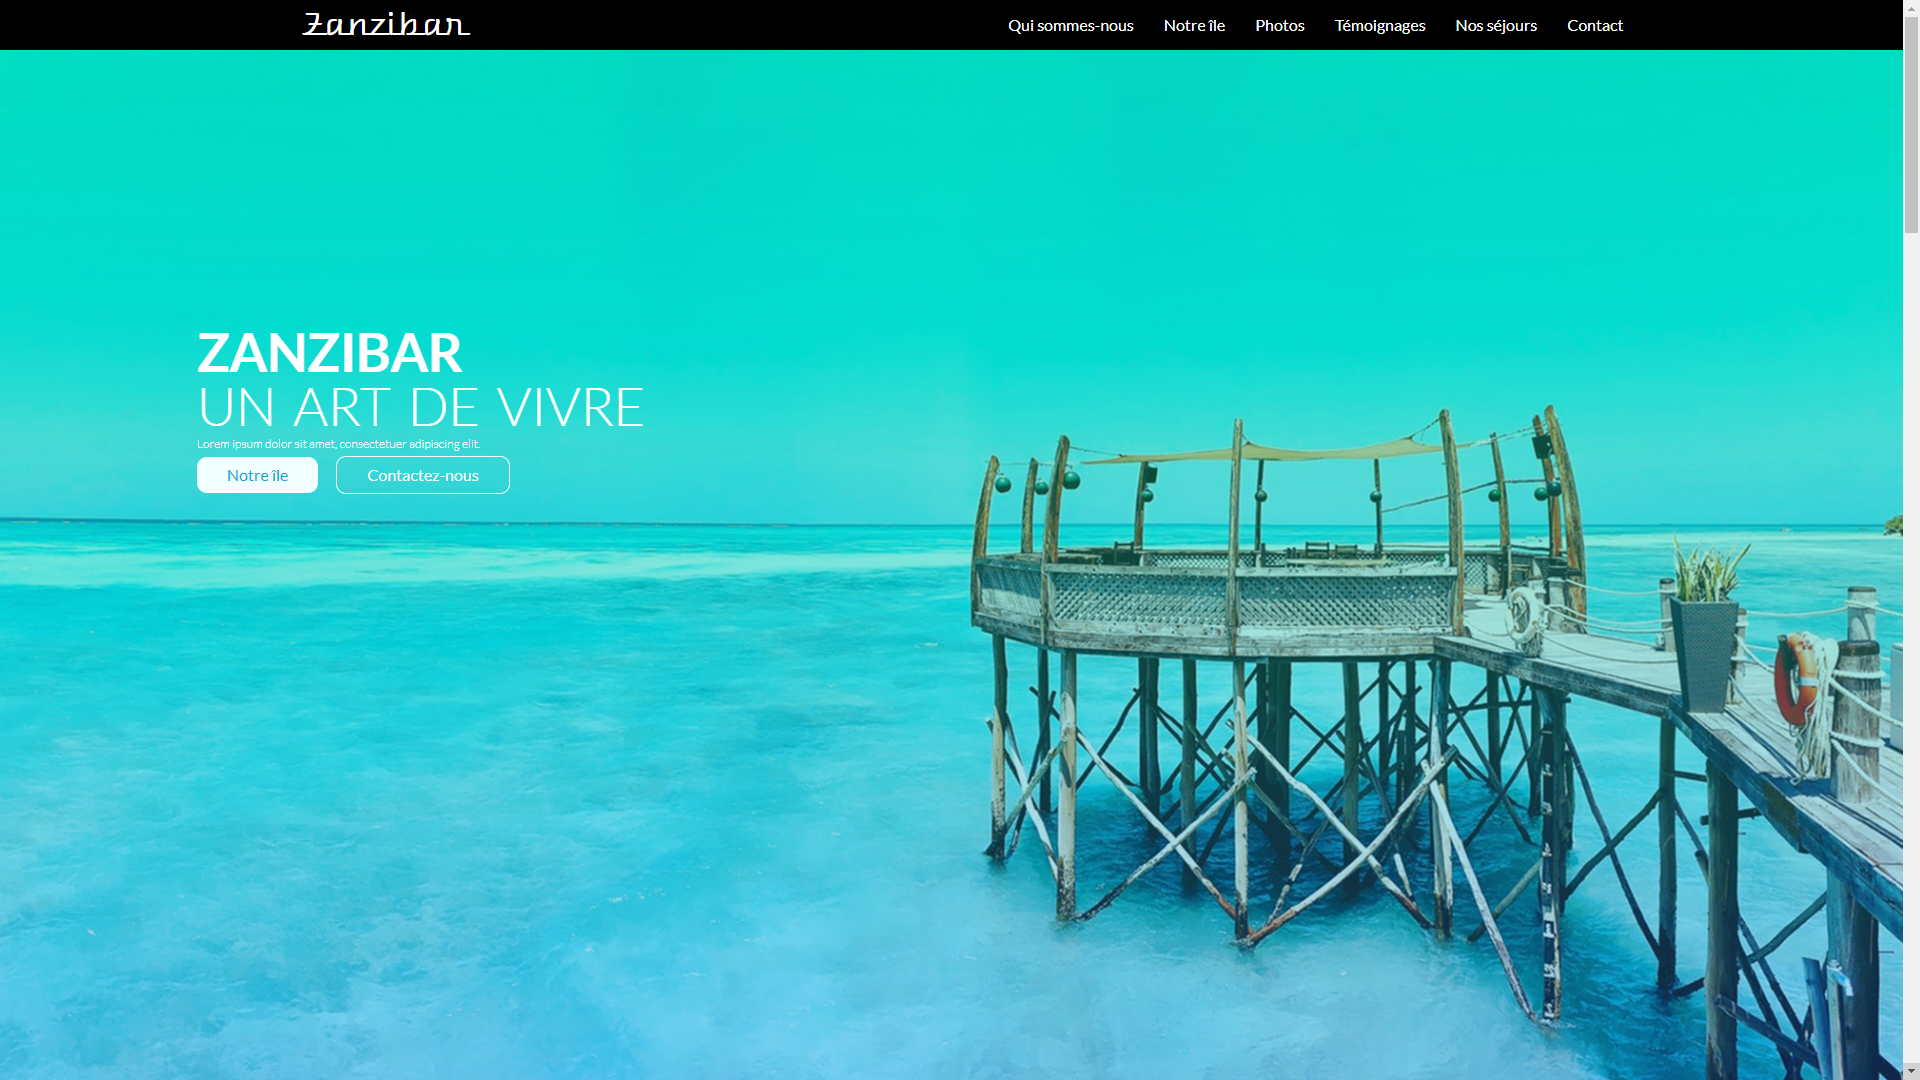 Zanzibar
Qui sommes-nous Notre île Photos Témoignages Nos séjours Contact
ZANZIBAR
UN ART DE VIVRE
Lorem ipsum dolor sit amet, consectetuer adipiscing elit.
Notre île Contactez-nous